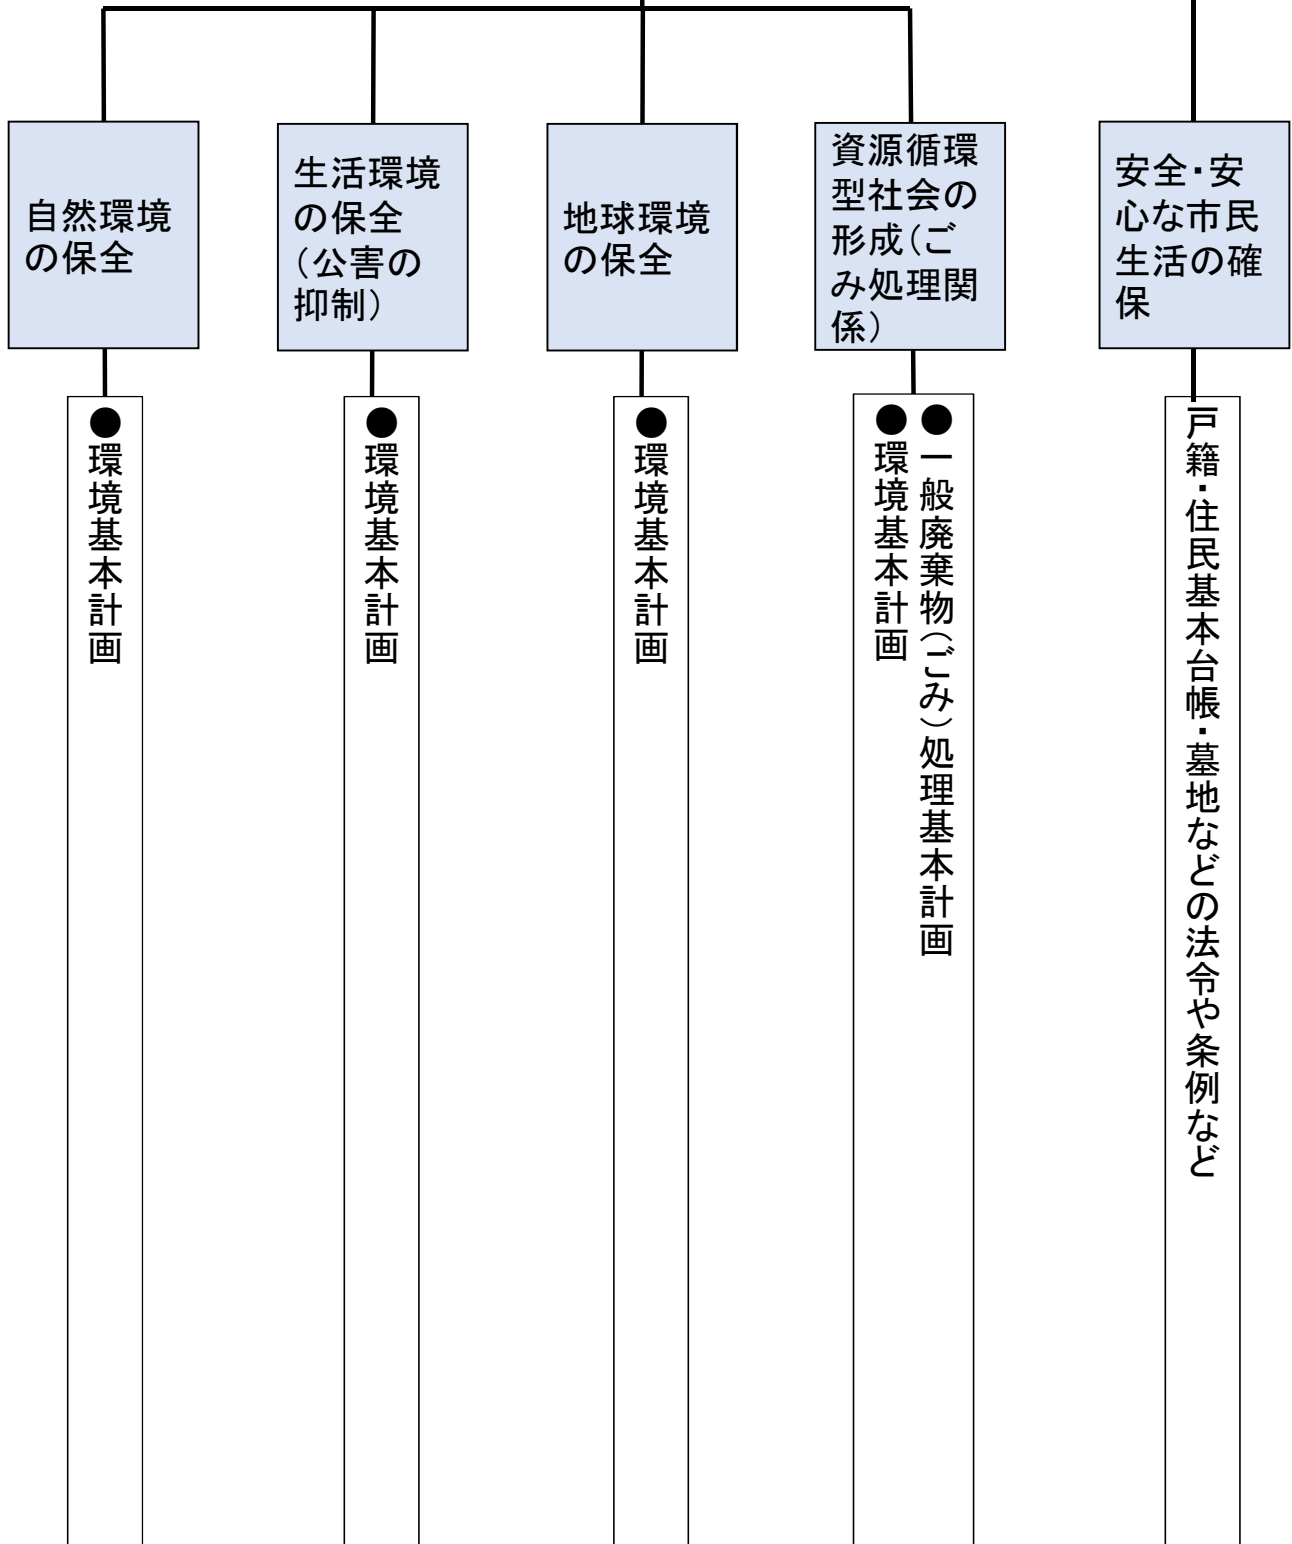 自然環境
の保全
生活環境
の保全
（公害の
抑制）
地球環境
の保全
資源循環
型社会の
形成（ご
み処理関
係）
安全・安
心な市民
生活の確
保
●環境基本計画
●環境基本計画
●環境基本計画
●一般廃棄物（ごみ）処理基本計画
●環境基本計画
戸籍・住民基本台帳・墓地などの法令や条例など